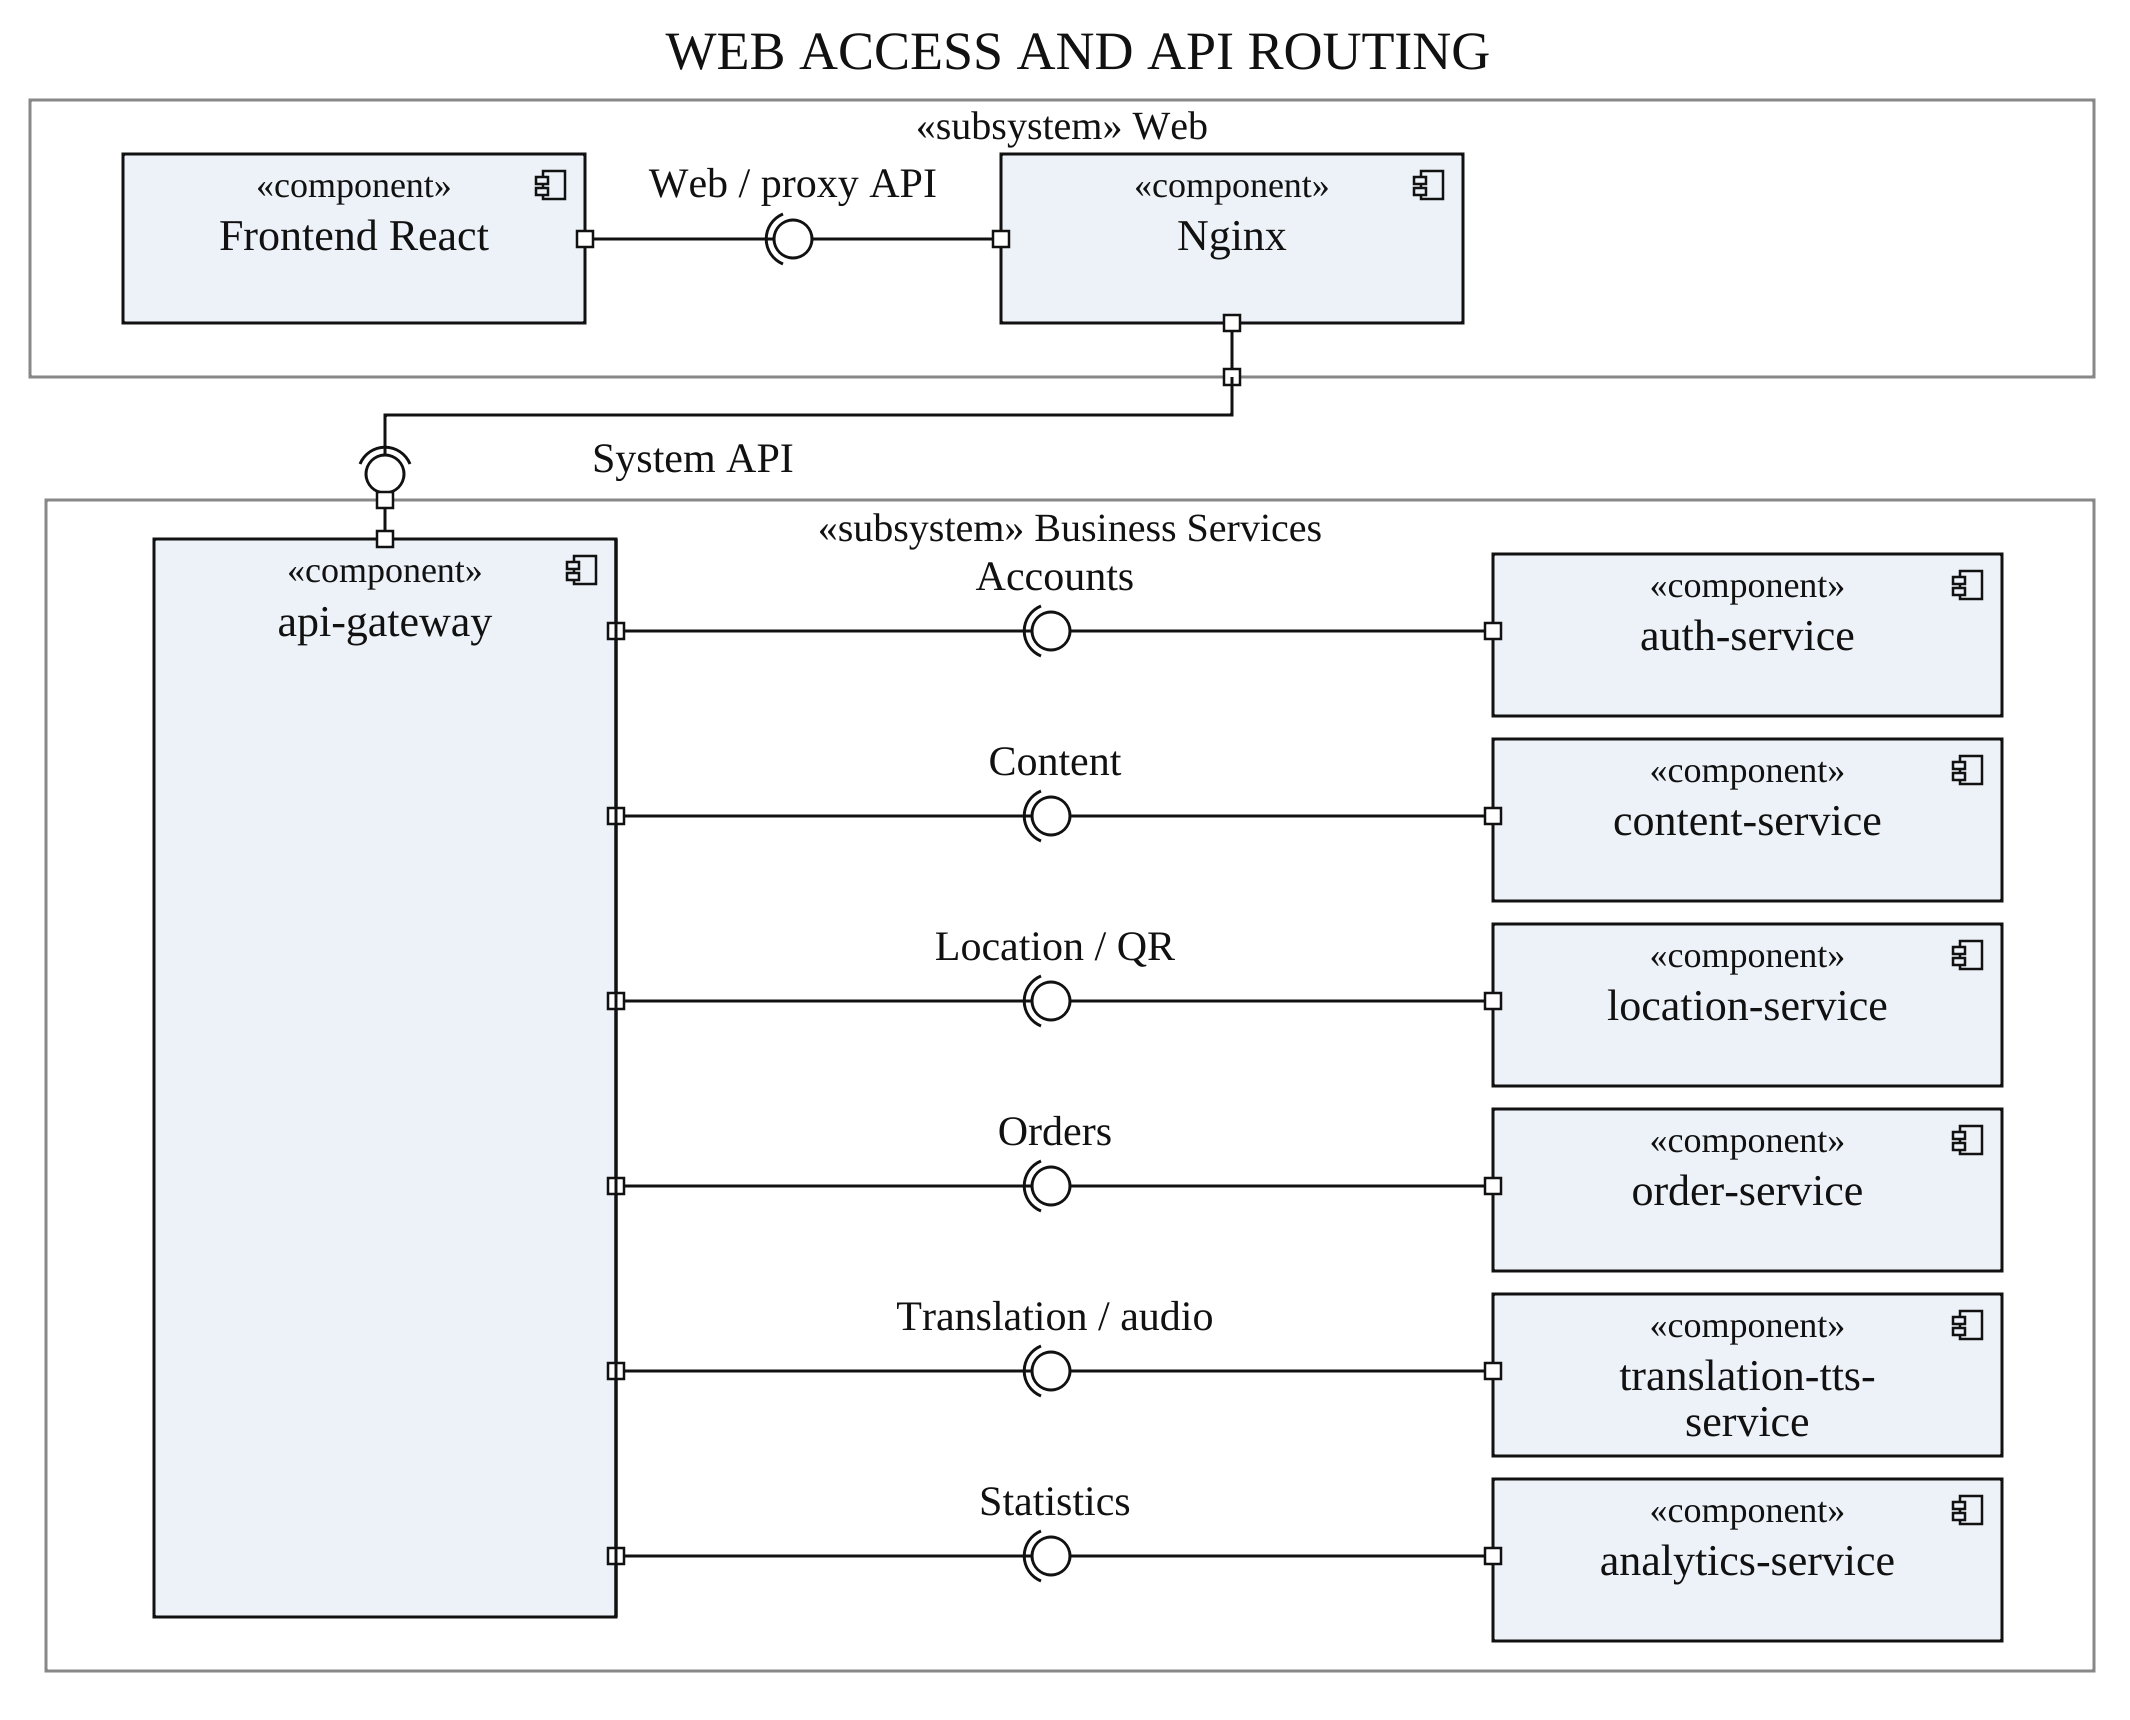 WEB ACCESS AND API ROUTING
«subsystem» Web
«component»
Frontend React
Web / proxy API
«component»
Nginx
System API
«subsystem» Business Services
«component»
api-gateway
Accounts
«component»
auth-service
Content
«component»
content-service
Location / QR
«component»
location-service
Orders
«component»
order-service
Translation / audio
«component»
translation-tts-
service
Statistics
«component»
analytics-service